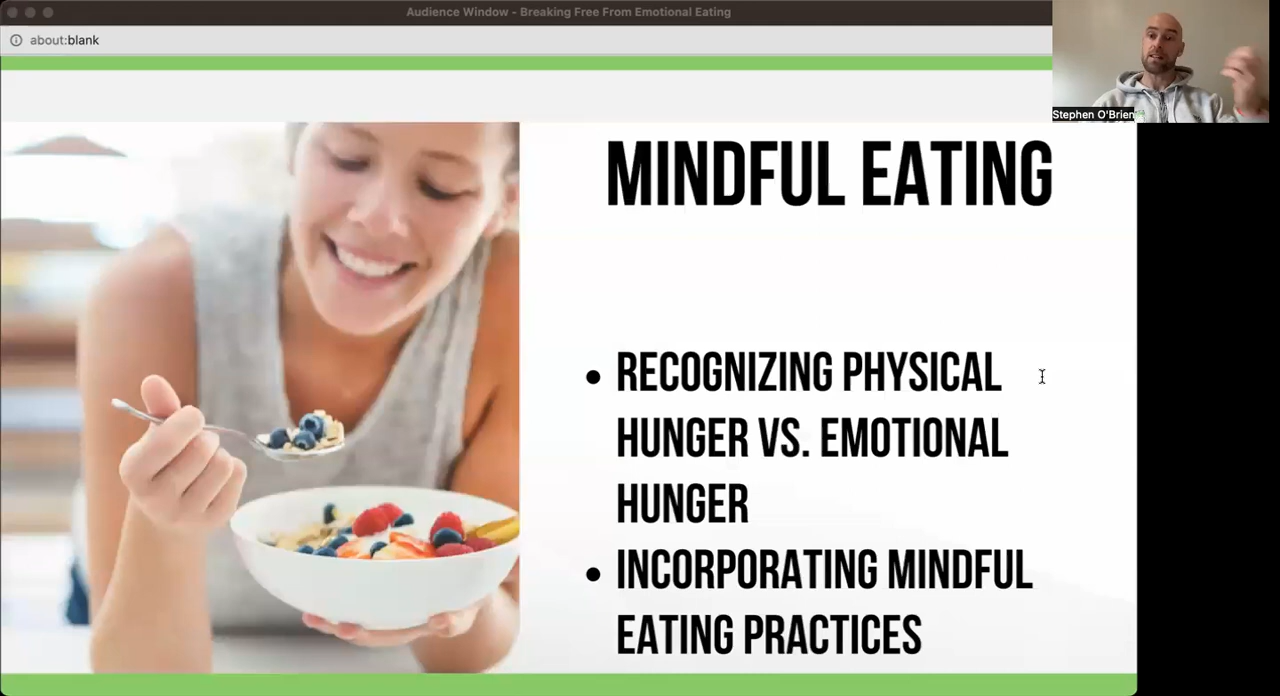 Audience Window - Breaking Free From Emotional Eating
about:blank
Stephen O'Brien
MINDFUL EATING
• RECOGNIZING PHYSICAL
HUNGER VS. EMOTIONAL
HUNGER
• INCORPORATING MINDFUL
EATING PRACTICES